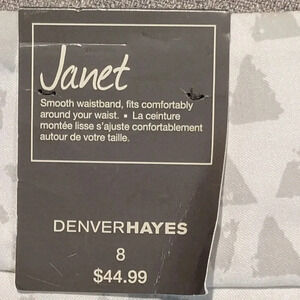 Janet
Smooth waistband, fits comfortably
around your waist. ▪ La ceinture
montée lisse s'ajuste confortablement
autour de votre taille.
DENVERHAYES
8
$44.99